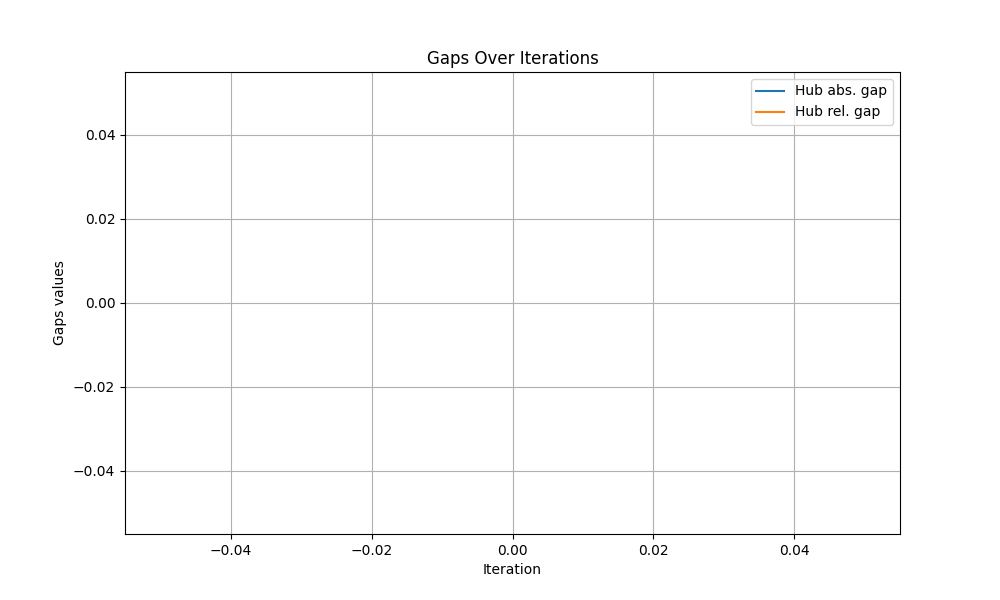 Gaps Over Iterations
Hub abs. gap
Hub rel. gap
0.04
0.02
0.00
−0.02
−0.04
Gaps values
−0.04
−0.02
0.00
0.02
0.04
Iteration